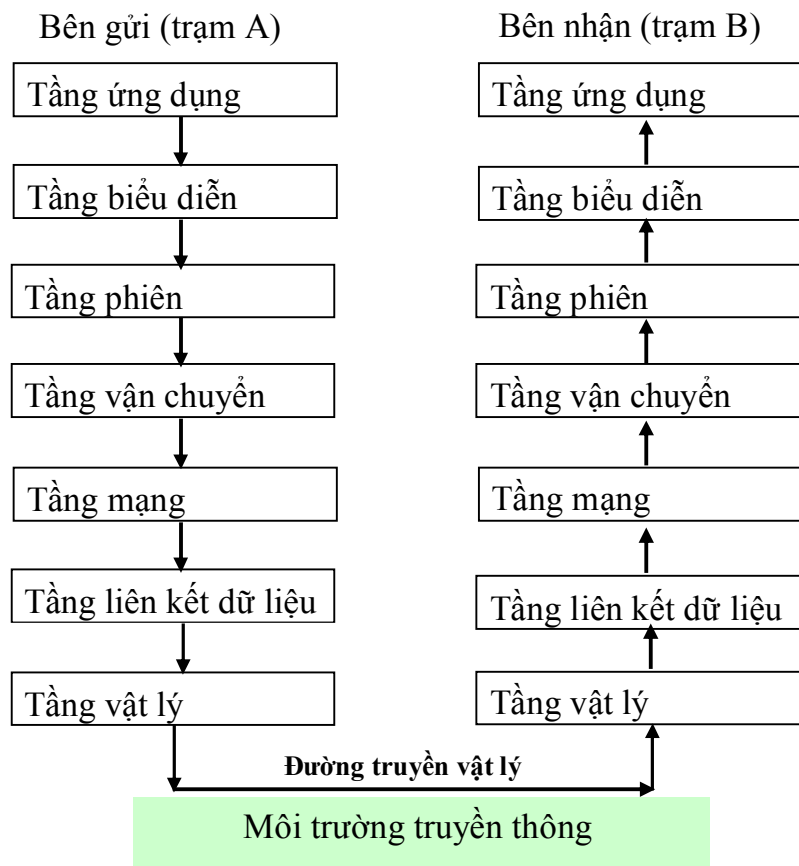 Bên gửi (trạm A)
Bên nhận (trạm B)
Tầng ứng dụng
Tầng ứng dụng
Tầng biểu diễn
Tầng biểu diễn
Tầng phiên
Tầng phiên
Tầng vận chuyển
Tầng vận chuyển
Tầng mạng
Tầng mạng
Tầng liên kết dữ liệu
Tầng liên kết dữ liệu
Tầng vật lý
Tầng vật lý
Đường truyền vật lý
Môi trường truyền thông